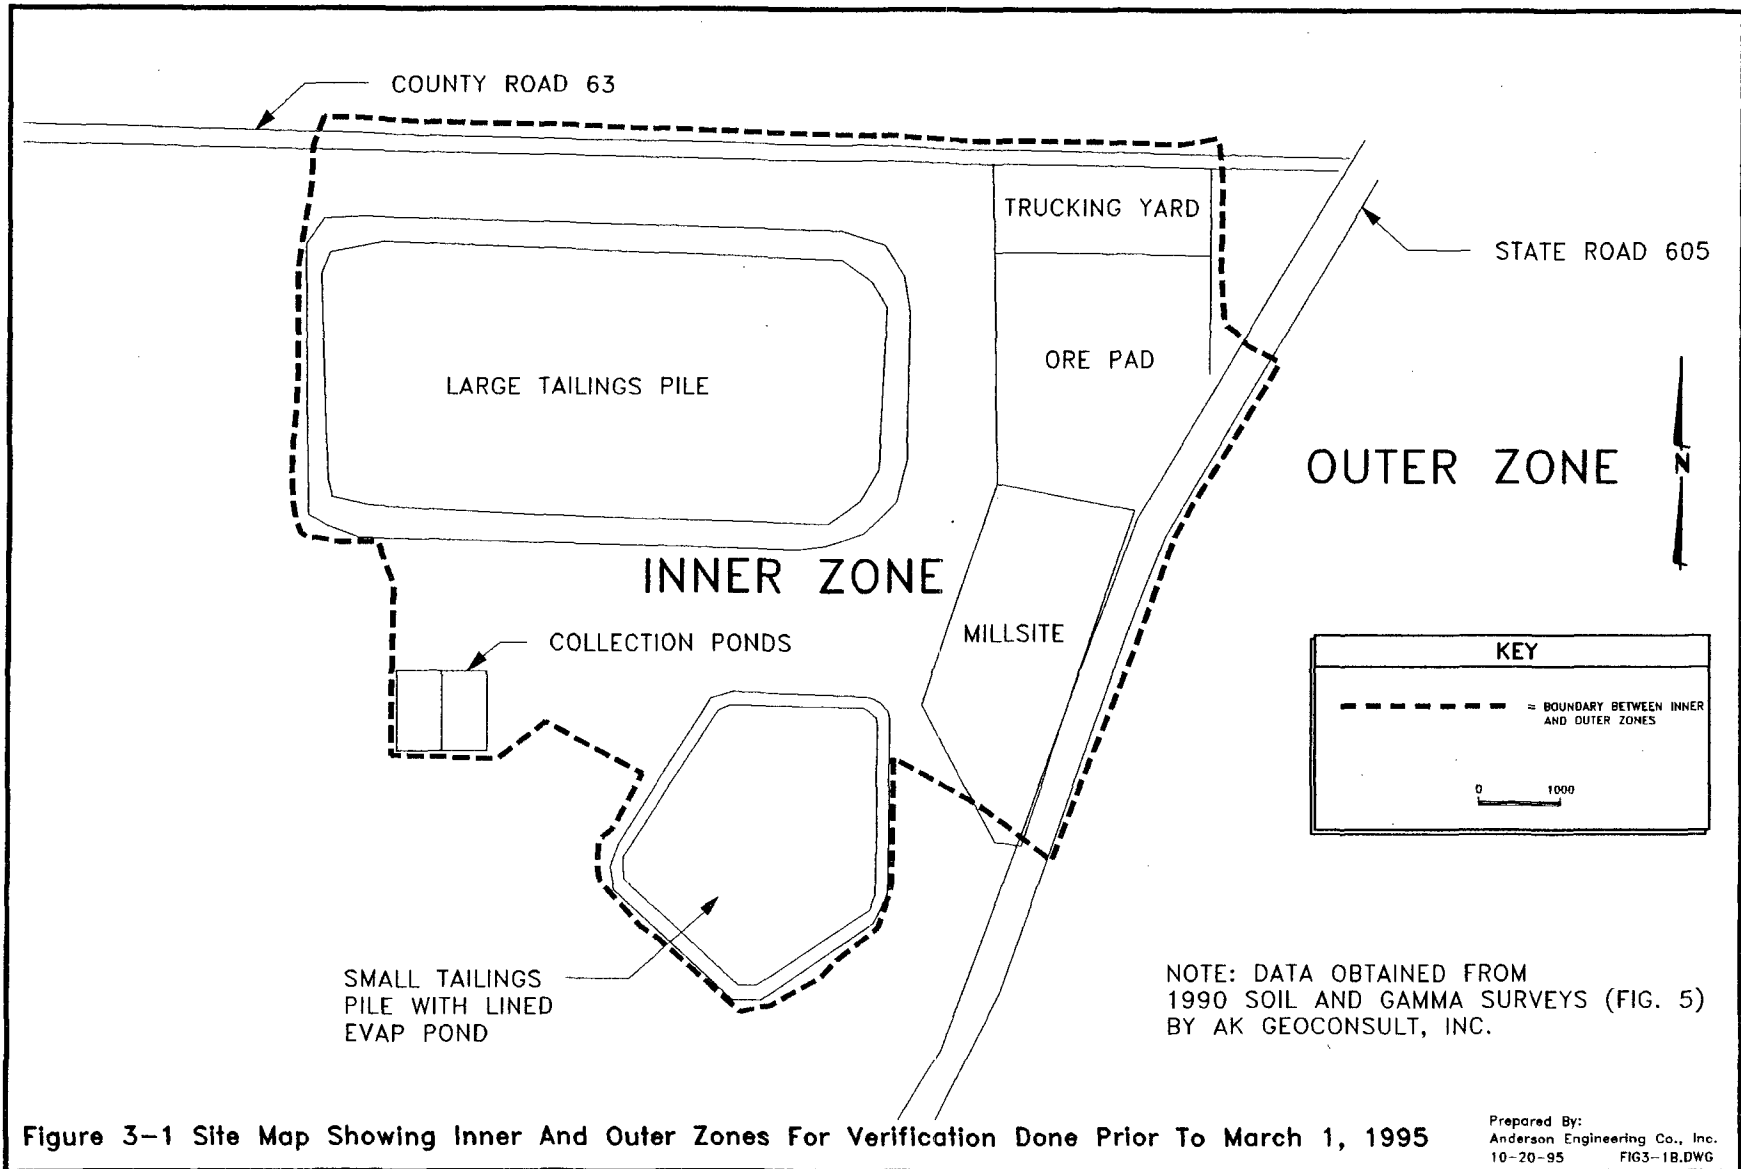 COUNTY ROAD 63
TRUCKING YARD
STATE ROAD 605
ORE PAD
LARGE TAILINGS PILE
OUTER ZONE
N
INNER ZONE
MILLSITE
COLLECTION PONDS
KEY
= BOUNDARY BETWEEN INNER
AND OUTER ZONES
0 1000
SMALL TAILINGS
PILE WITH LINED
EVAP POND
NOTE: DATA OBTAINED FROM
1990 SOIL AND GAMMA SURVEYS (FIG. 5)
BY AK GEOCONSULT, INC.
Figure 3-1 Site Map Showing Inner And Outer Zones For Verification Done Prior To March 1, 1995
Prepared By:
Anderson Engineering Co., Inc.
10-20-95 FIG3-1B.DWG